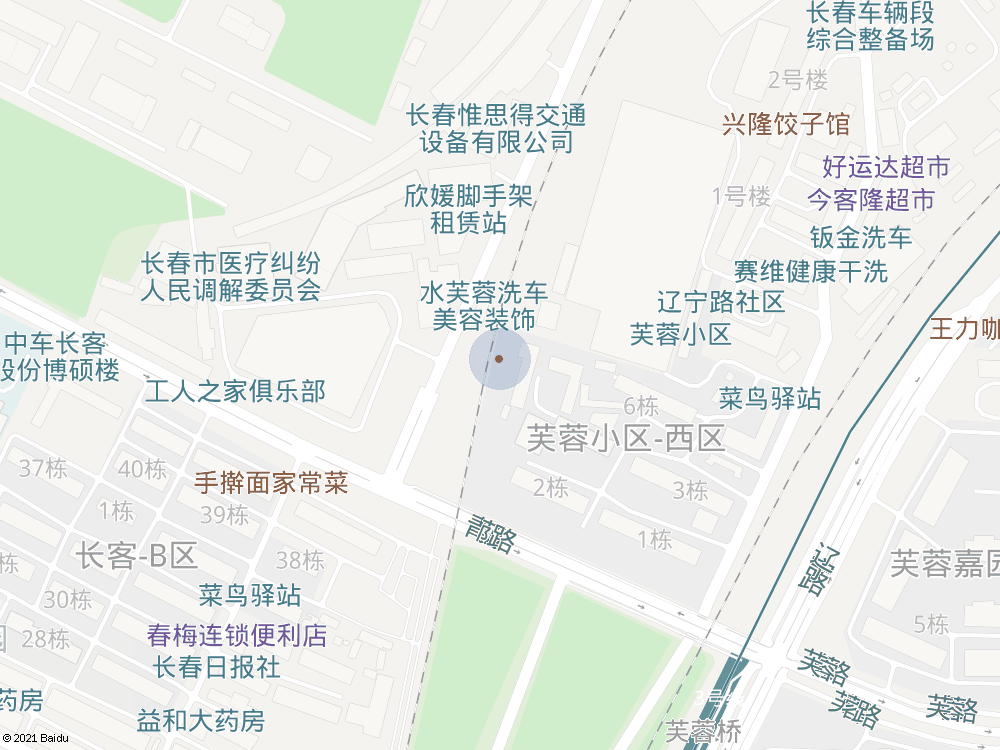 长春车辆段
综合整备场
2号楼
长春惟思得交通
设备有限公司
兴隆饺子馆
好运达超市
今客隆超市
1号楼
欣媛脚手架
租赁站
钣金洗车
长春市医疗纠纷
人民调解委员会
赛维健康干洗
水芙蓉洗车
美容装饰
辽宁路社区
芙蓉小区
王力咖
中车长客
股份博硕楼
工人之家俱乐部
菜鸟驿站
6栋
芙蓉小区-西区
37栋
40栋
手擀面家常菜
2栋
3栋
1栋
39栋
1栋
长客-B区
38栋
栋
芙蓉嘉园
菜鸟驿站
30栋
5栋
28栋
春梅连锁便利店
长春日报社
药房
益和大药房
芙蓉桥
© 2021 Baidu